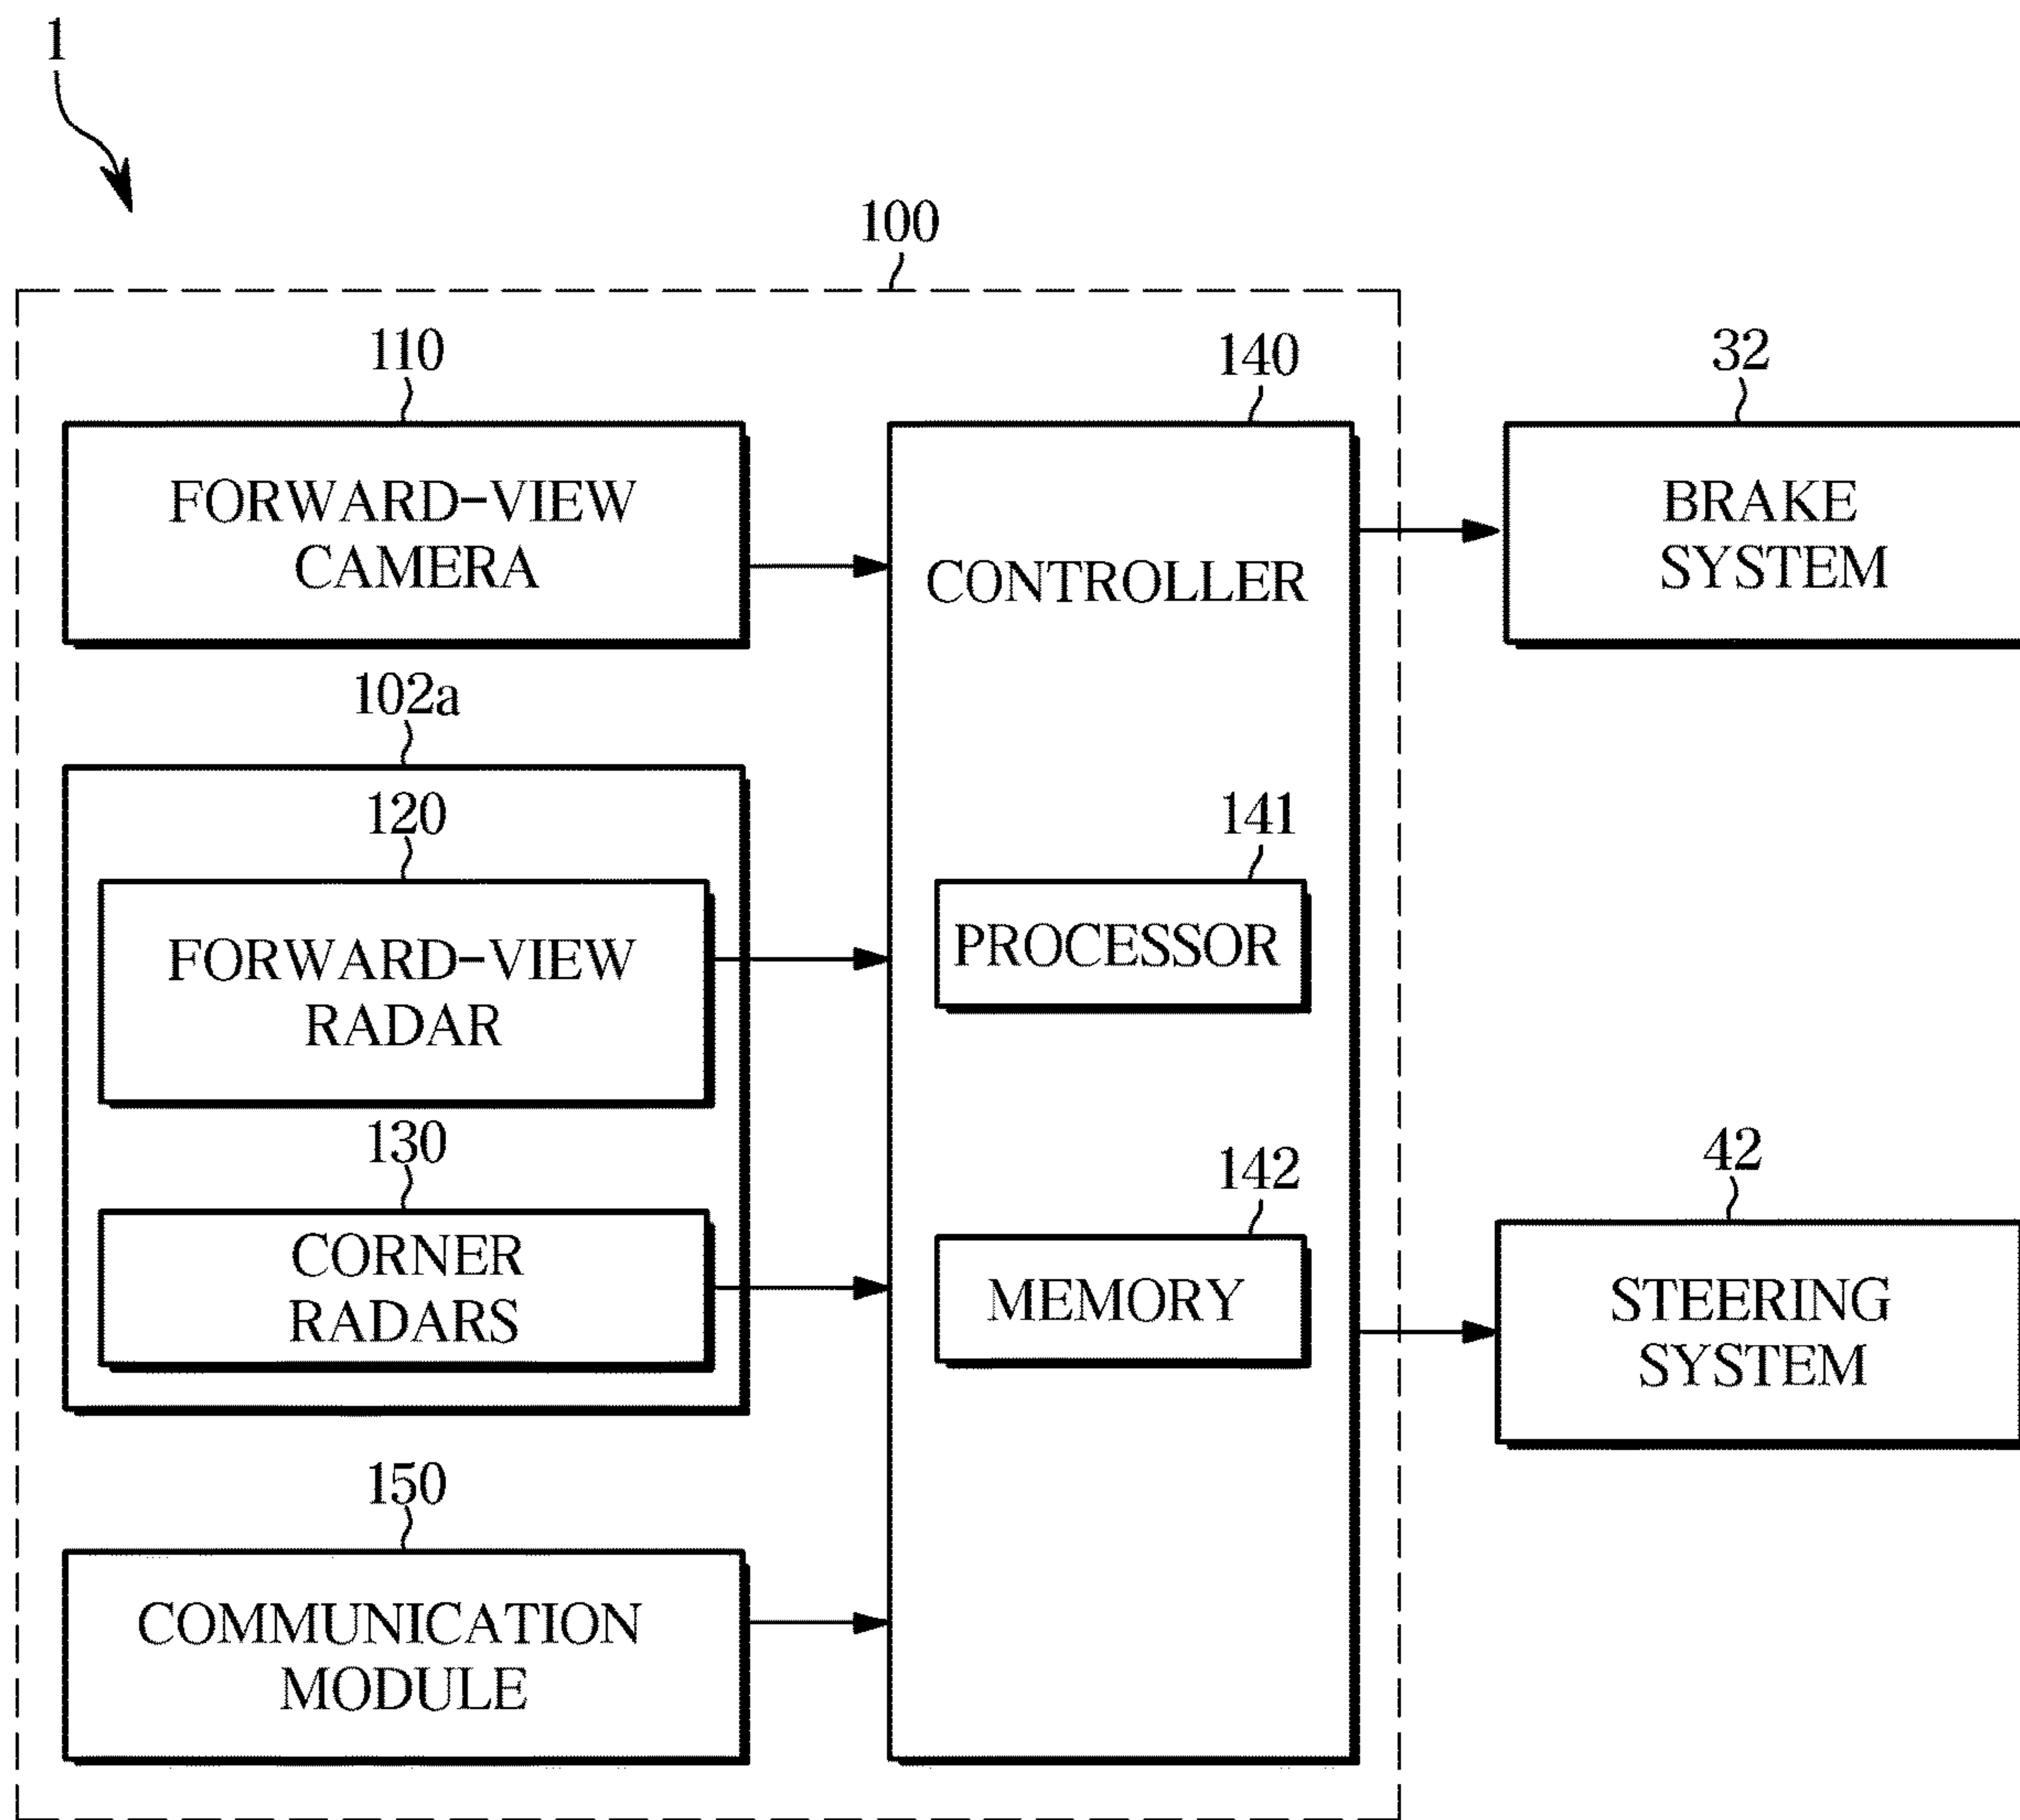 1
100
110
140
32
FORWARD-VIEW
CAMERA
CONTROLLER
BRAKE
SYSTEM
102a
120
141
FORWARD-VIEW
RADAR
PROCESSOR
130
142
42
CORNER
RADARS
MEMORY
STEERING
SYSTEM
150
COMMUNICATION
MODULE